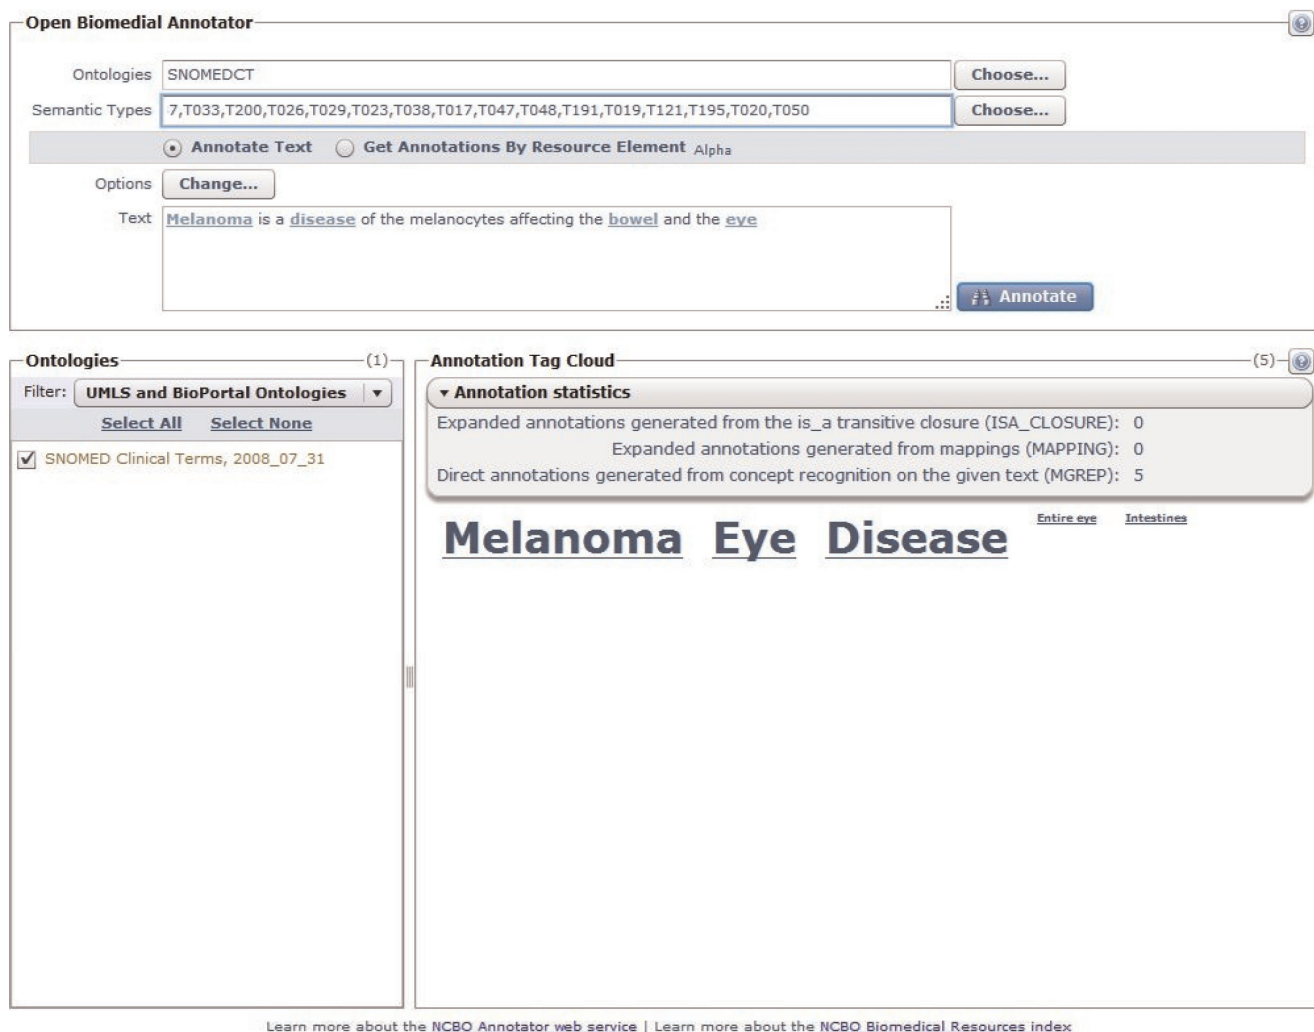 Open Biomedial Annotator
Ontologies SNOMEDCT Choose...
Semantic Types 7,T033,T200,T026,T029,T023,T038,T017,T047,T048,T191,T019,T121,T195,T020,T050 Choose...
Annotate Text Get Annotations By Resource Element Alpha
Options Change...
Text Melanoma is a disease of the melanocytes affecting the bowel and the eye
Annotate
Ontologies (1)
Filter: UMLS and BioPortal Ontologies
Select All Select None
SNOMED Clinical Terms, 2008_07_31
Annotation Tag Cloud (5)
Annotation statistics
Expanded annotations generated from the is_a transitive closure (ISA_CLOSURE): 0
Expanded annotations generated from mappings (MAPPING): 0
Direct annotations generated from concept recognition on the given text (MGREP): 5
Melanoma Eye Disease Entire eye Intestines
Learn more about the NCBO Annotator web service | Learn more about the NCBO Biomedical Resources index